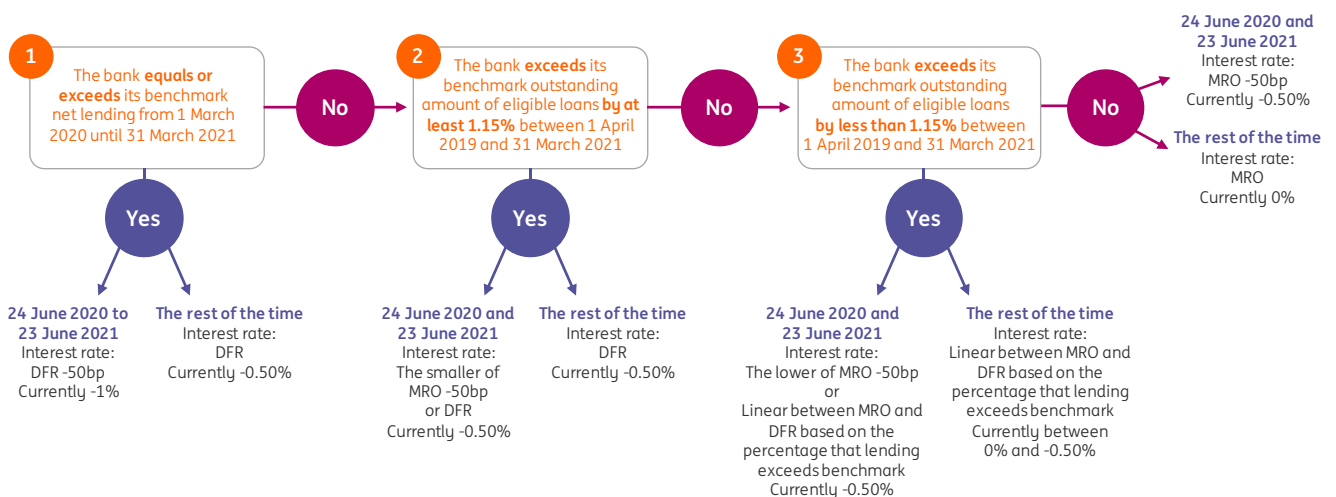 1
The bank equals or
exceeds its benchmark
net lending from 1 March
2020 until 31 March 2021
No
2
The bank exceeds its
benchmark outstanding
amount of eligible loans by at
least 1.15% between 1 April
2019 and 31 March 2021
No
3
The bank exceeds its
benchmark outstanding
amount of eligible loans
by less than 1.15% between
1 April 2019 and 31 March 2021
No
24 June 2020 and
23 June 2021
Interest rate:
MRO -50bp
Currently -0.50%
The rest of the time
Interest rate:
MRO
Currently 0%
Yes
24 June 2020 to
23 June 2021
Interest rate:
DFR -50bp
Currently -1%
The rest of the time
Interest rate:
DFR
Currently -0.50%
Yes
24 June 2020 and
23 June 2021
Interest rate:
The smaller of
MRO -50bp
or DFR
Currently -0.50%
The rest of the time
Interest rate:
DFR
Currently -0.50%
Yes
24 June 2020 and
23 June 2021
Interest rate:
The lower of MRO -50bp
or
Linear between MRO and
DFR based on the
percentage that lending
exceeds benchmark
Currently -0.50%
The rest of the time
Interest rate:
Linear between MRO and
DFR based on the
percentage that lending
exceeds benchmark
Currently between
0% and -0.50%